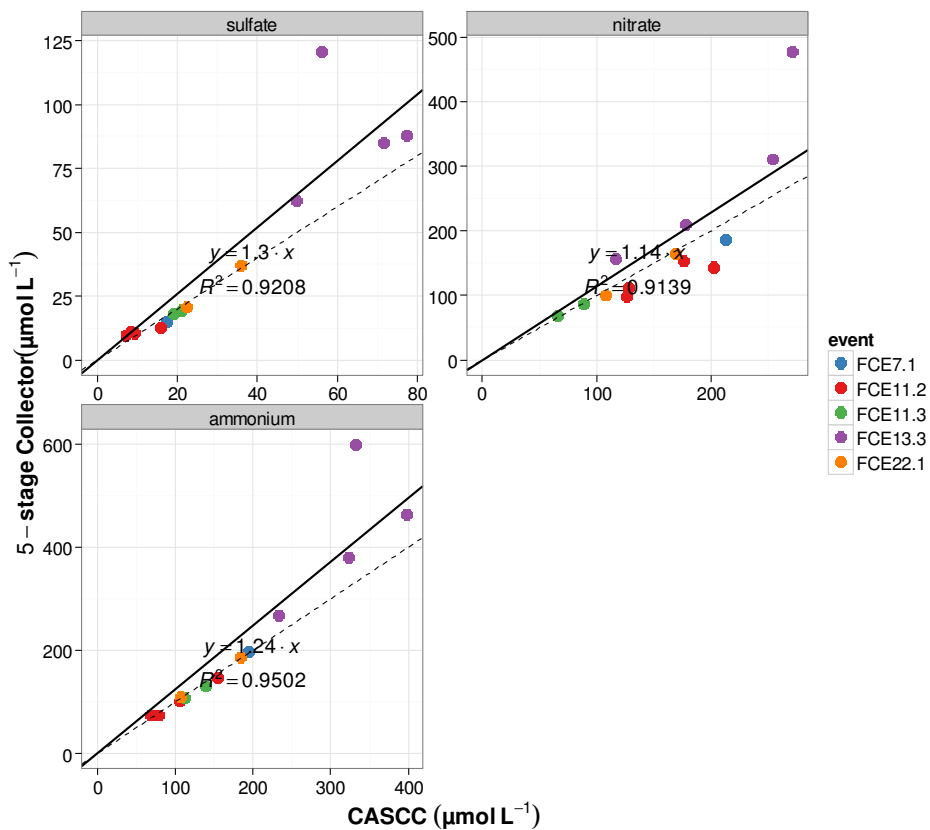 sulfate
nitrate
125
100
75
50
25
0
y = 1.3 · x
R² = 0.9208
0 20 40 60 80
500
400
300
200
100
0
y = 1.14 · x
R² = 0.9139
0 100 200
ammonium
600
400
200
0
y = 1.24 · x
R² = 0.9502
0 100 200 300 400
5−stage Collector(μmol L⁻¹)
CASCC (μmol L⁻¹)
event
FCE7.1
FCE11.2
FCE11.3
FCE13.3
FCE22.1